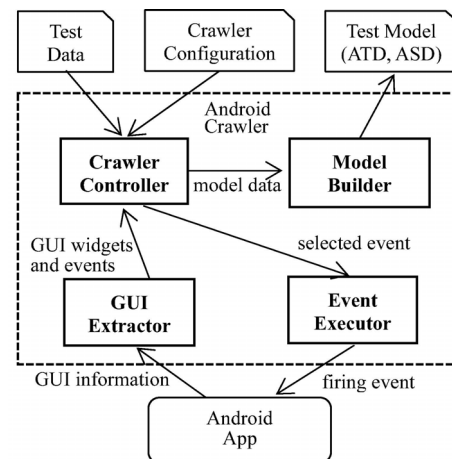 Test
Data
Crawler
Configuration
Test Model
(ATD, ASD)
Android
Crawler
Crawler
Controller
model data
Model
Builder
GUI widgets
and events
selected event
GUI
Extractor
Event
Executor
GUI information
firing event
Android
App